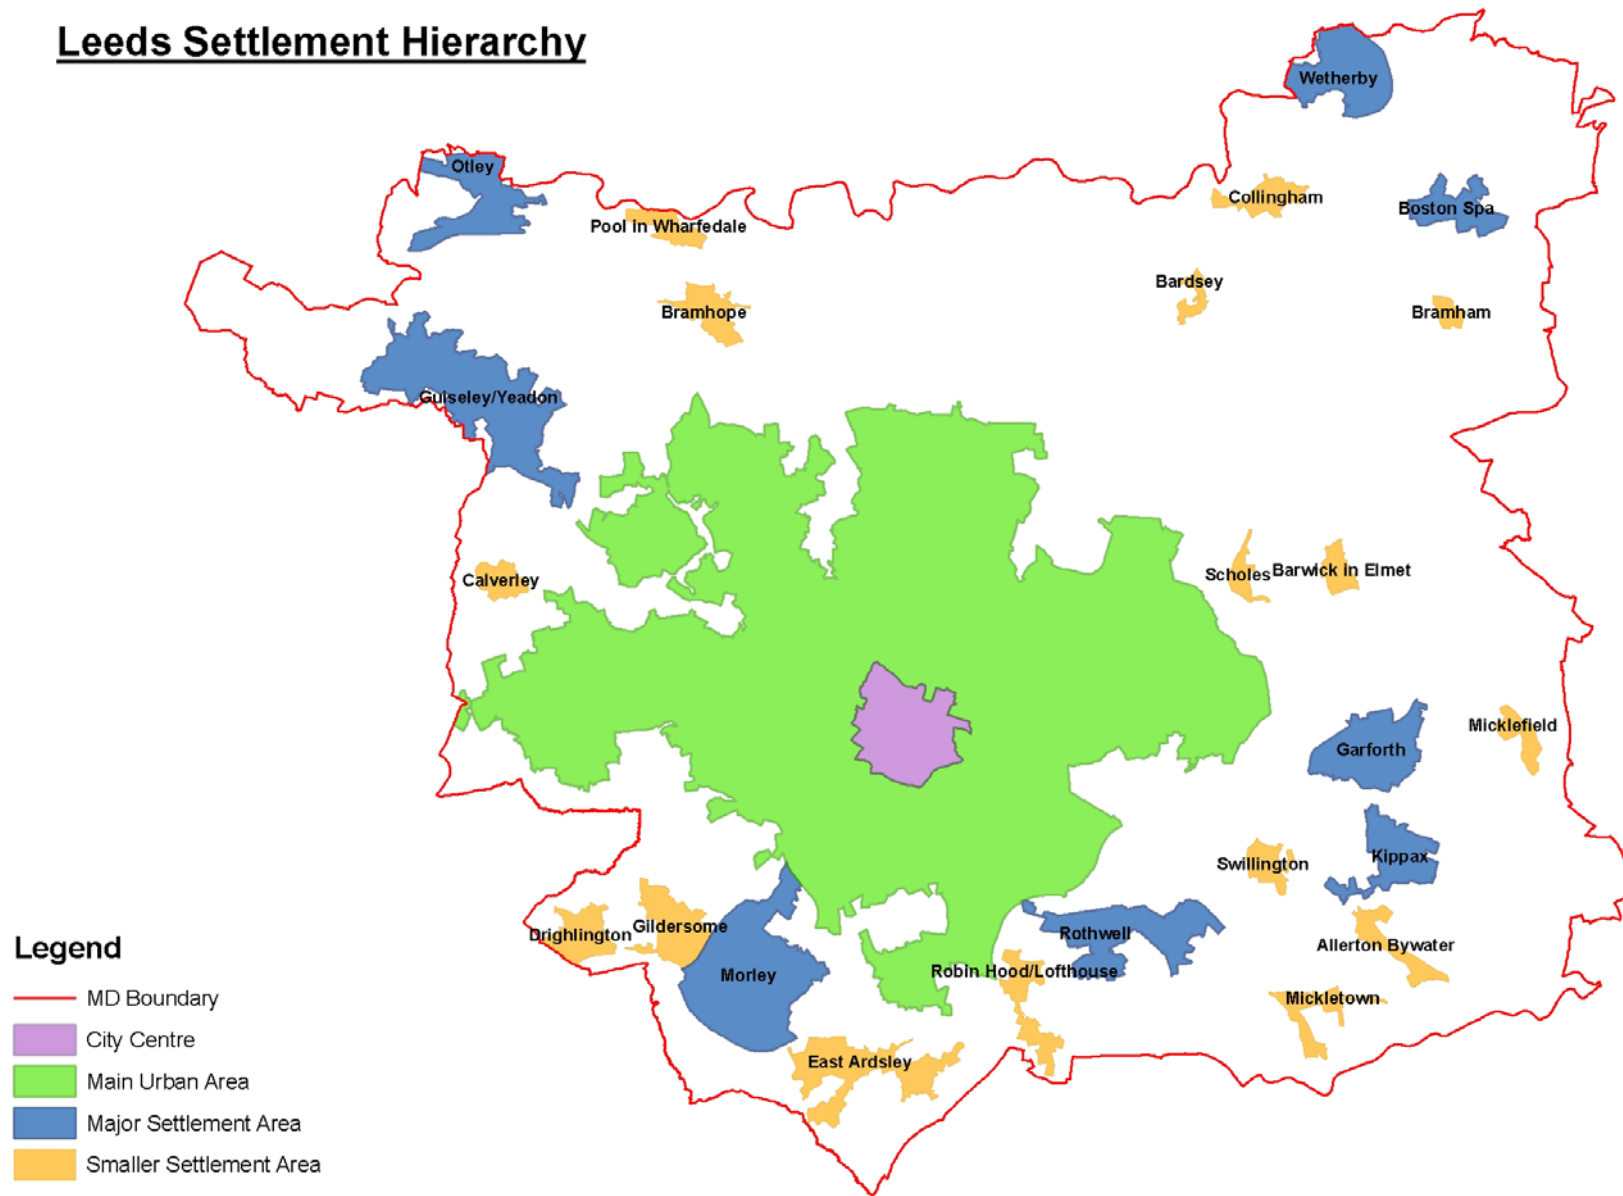 Leeds Settlement Hierarchy
Wetherby
Otley
Collingham
Boston Spa
Pool in Wharfedale
Bardsey
Bramhope
Bramham
Guiseley/Yeadon
Calverley
Scholes
Barwick in Elmet
Micklefield
Garforth
Kippax
Swillington
Drighlington
Gildersome
Rothwell
Allerton Bywater
Morley
Robin Hood/Lofthouse
Mickletown
East Ardsley
Legend
MD Boundary
City Centre
Main Urban Area
Major Settlement Area
Smaller Settlement Area